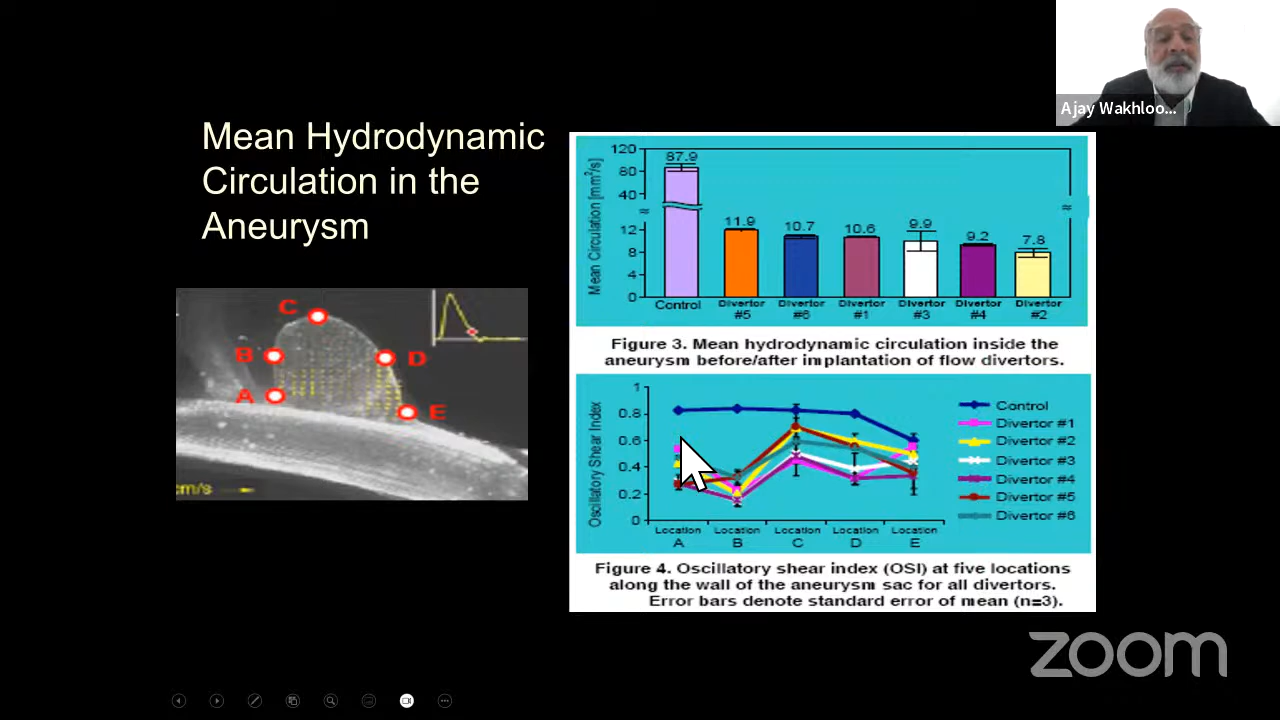 Ajay Wakhloo...
Mean Hydrodynamic
Circulation in the
Aneurysm
C
B
D
A
E
cm/s
Mean Circulation [mm²/s]
120
80
40
12
8
4
0
87.9
11.9
10.7
10.6
9.9
9.2
7.8
Control
Divertor #5
Divertor #6
Divertor #1
Divertor #3
Divertor #4
Divertor #2
Figure 3. Mean hydrodynamic circulation inside the
aneurysm before/after implantation of flow divertors.
Oscillatory Shear Index
1
0.8
0.6
0.4
0.2
0
Location A
Location B
Location C
Location D
Location E
Control
Divertor #1
Divertor #2
Divertor #3
Divertor #4
Divertor #5
Divertor #6
Figure 4. Oscillatory shear index (OSI) at five locations
along the wall of the aneurysm sac for all divertors.
Error bars denote standard error of mean (n=3).
zoom